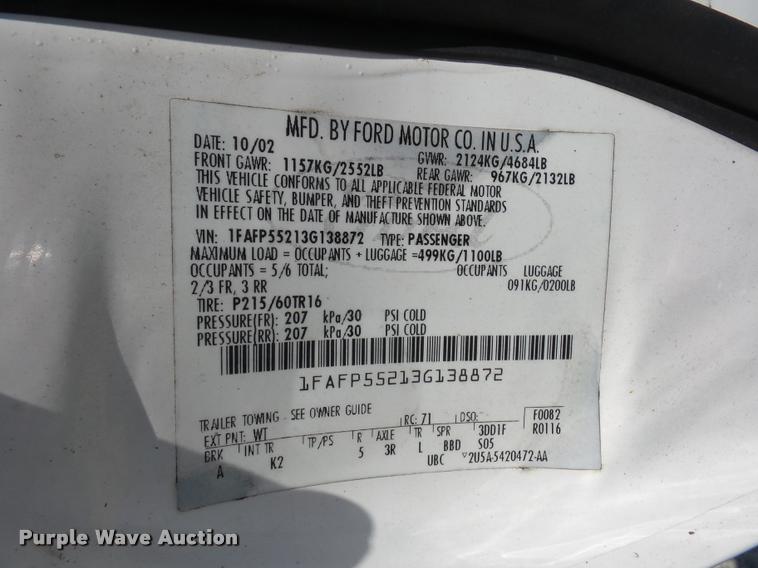 MFD. BY FORD MOTOR CO. IN U.S.A.
DATE: 10/02 GVWR: 2124KG/4684LB
FRONT GAWR: 1157KG/2552LB REAR GAWR: 967KG/2132LB
THIS VEHICLE CONFORMS TO ALL APPLICABLE FEDERAL MOTOR
VEHICLE SAFETY, BUMPER, AND THEFT PREVENTION STANDARDS
IN EFFECT ON THE DATE OF MANUFACTURE SHOWN ABOVE.
VIN: 1FAFP55213G138872 TYPE: PASSENGER
MAXIMUM LOAD = OCCUPANTS + LUGGAGE =499KG/1100LB
OCCUPANTS = 5/6 TOTAL; OCCUPANTS LUGGAGE
2/3 FR, 3 RR 091KG/0200LB
TIRE: P215/60TR16
PRESSURE(FR): 207 kPa/30 PSI COLD
PRESSURE(RR): 207 kPa/30 PSI COLD
1FAFP55213G138872
TRAILER TOWING - SEE OWNER GUIDE
EXT PNT: WT RC: 71 DSO: F0082
BRK INT TR TP/PS R AXLE TR SPR 3DD1F R0116
A K2 5 3R L BBD S05
UBC 2U5A-5420472-AA
Purple Wave Auction